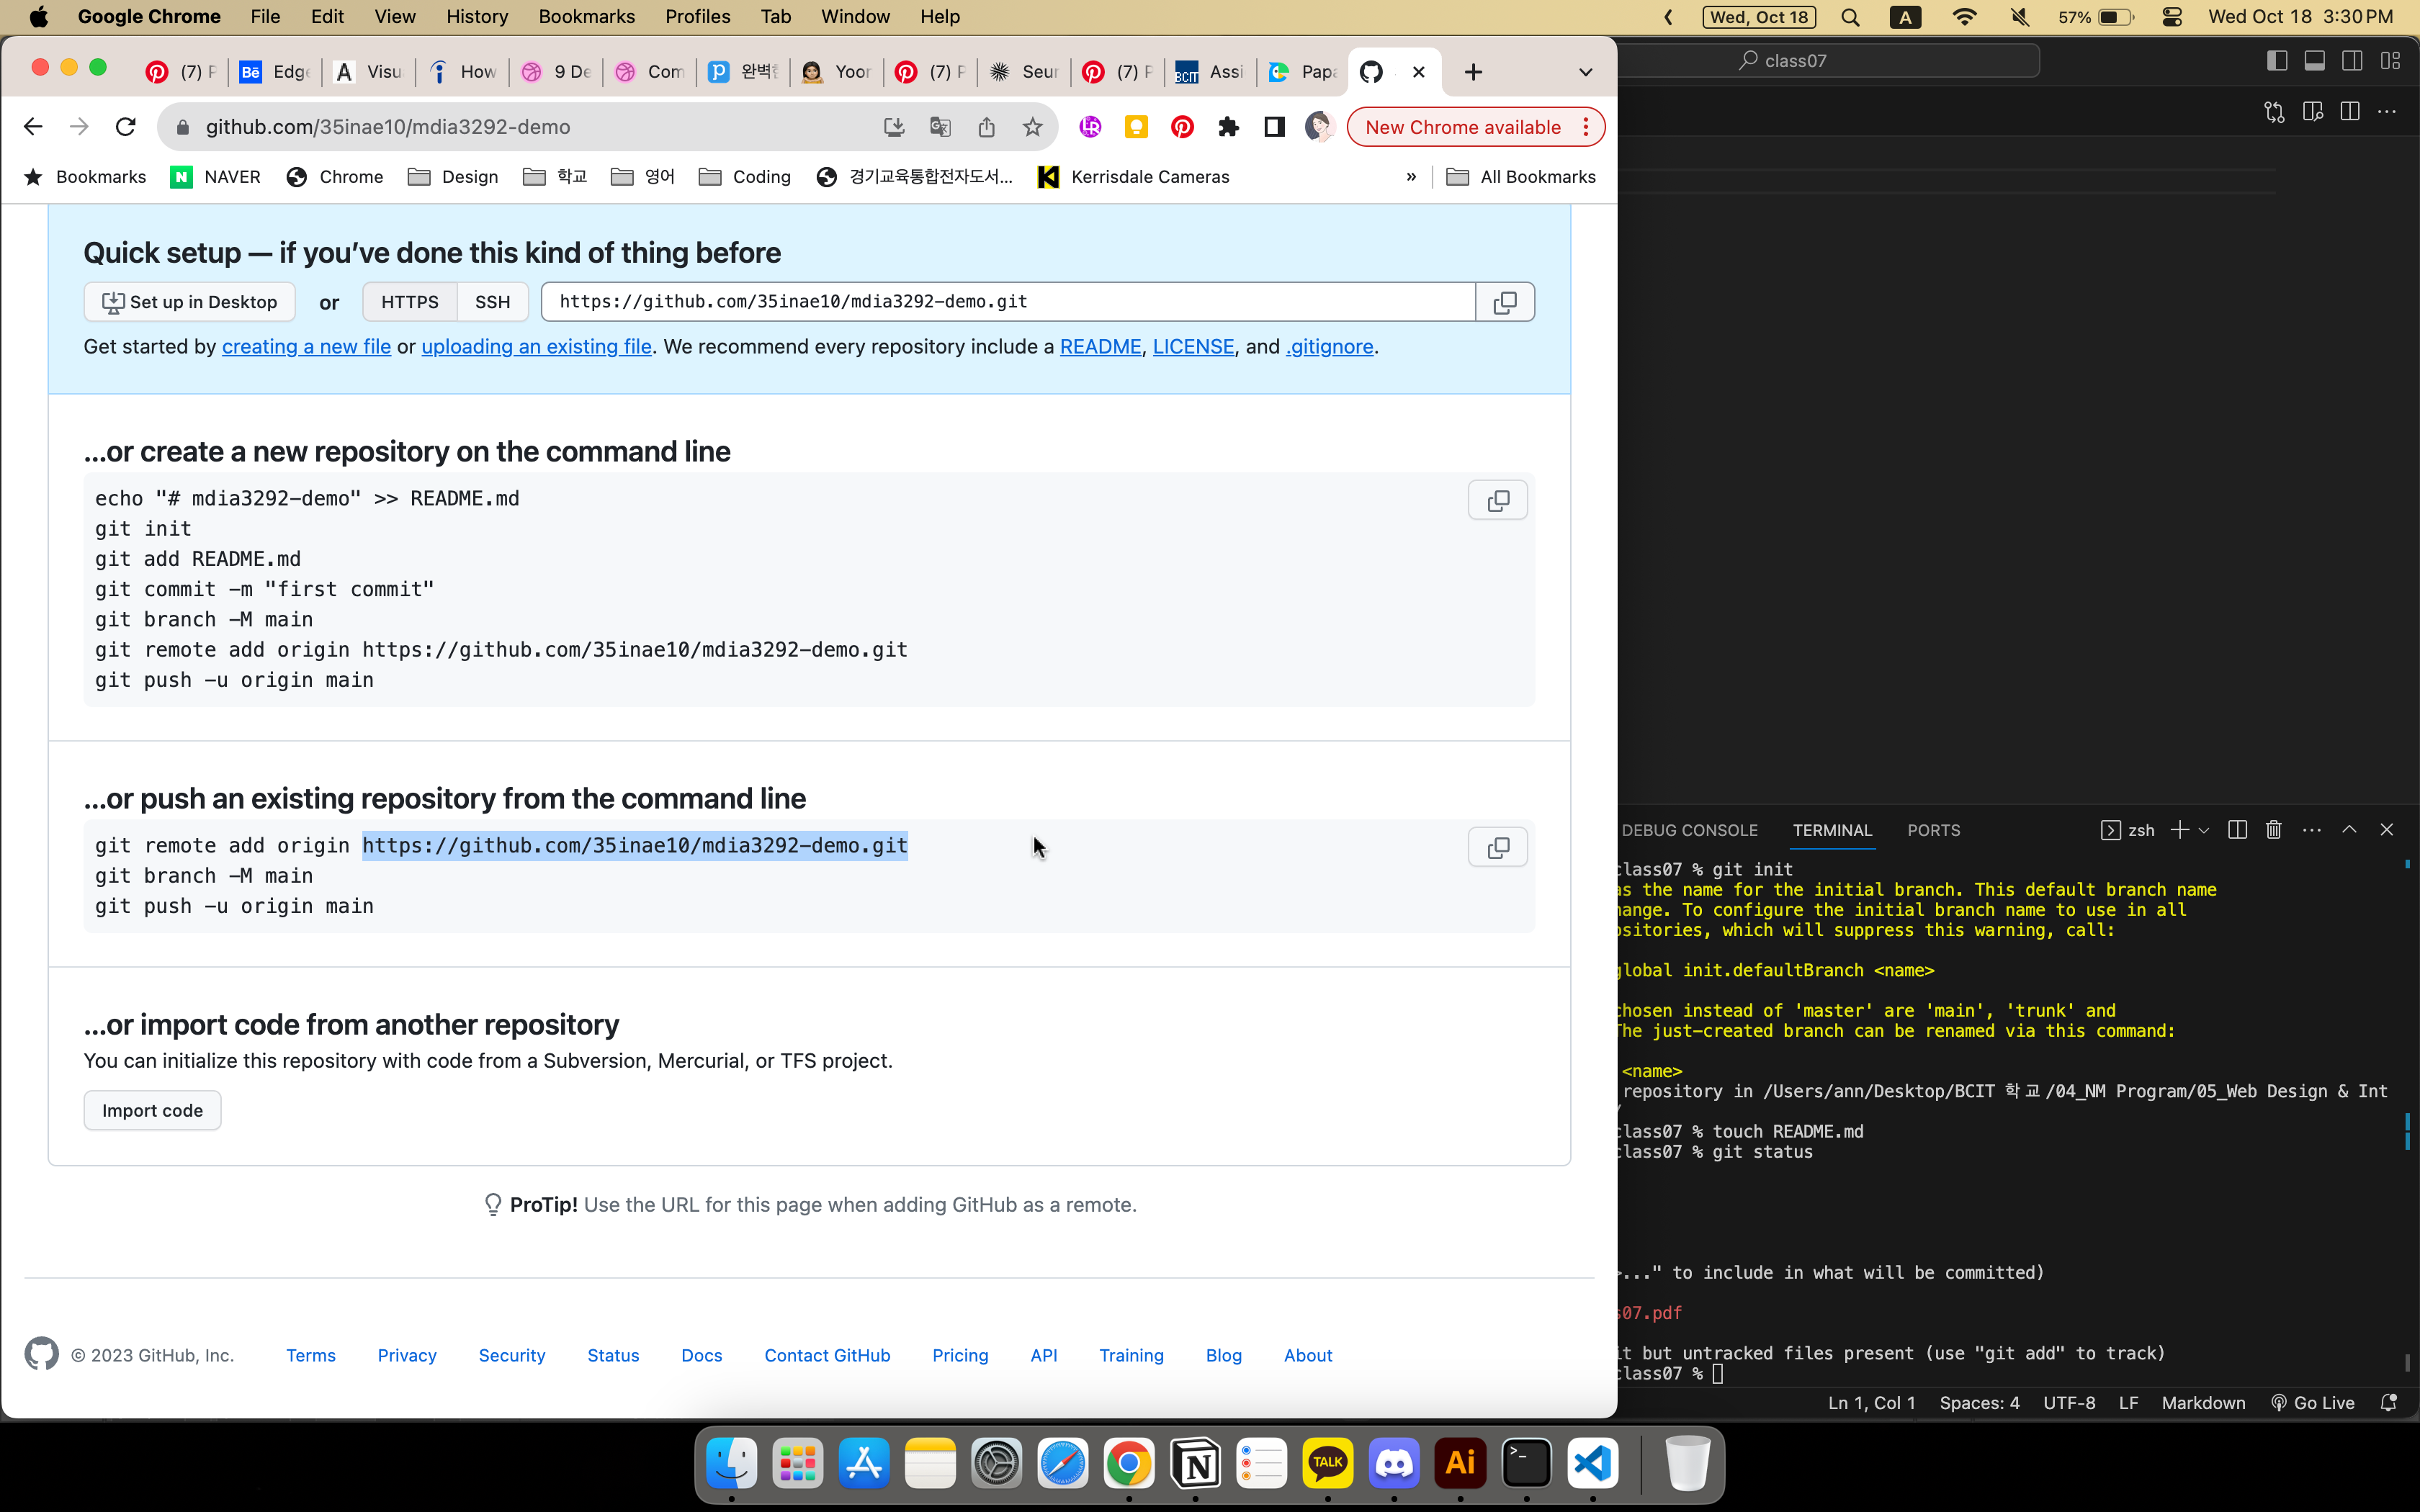 Google Chrome File Edit View History Bookmarks Profiles Tab Window Help
Wed, Oct 18 A 57% Wed Oct 18 3:30 PM
(7) P Bē Edge A Visu How 9 De Com 완벽한 Yoor (7) P Seur (7) P BCIT Assi Papa
github.com/35inae10/mdia3292-demo
New Chrome available
Bookmarks N NAVER Chrome Design 학교 영어 Coding 경기교육통합전자도서... Kerrisdale Cameras » All Bookmarks
Quick setup — if you've done this kind of thing before
Set up in Desktop or HTTPS SSH https://github.com/35inae10/mdia3292-demo.git
Get started by creating a new file or uploading an existing file. We recommend every repository include a README, LICENSE, and .gitignore.
...or create a new repository on the command line
echo "# mdia3292-demo" >> README.md
git init
git add README.md
git commit -m "first commit"
git branch -M main
git remote add origin https://github.com/35inae10/mdia3292-demo.git
git push -u origin main
...or push an existing repository from the command line
git remote add origin https://github.com/35inae10/mdia3292-demo.git
git branch -M main
git push -u origin main
...or import code from another repository
You can initialize this repository with code from a Subversion, Mercurial, or TFS project.
Import code
ProTip! Use the URL for this page when adding GitHub as a remote.
© 2023 GitHub, Inc. Terms Privacy Security Status Docs Contact GitHub Pricing API Training Blog About
class07
DEBUG CONSOLE TERMINAL PORTS zsh
class07 % git init
as the name for the initial branch. This default branch name
hange. To configure the initial branch name to use in all
ositories, which will suppress this warning, call:
global init.defaultBranch <name>
chosen instead of 'master' are 'main', 'trunk' and
The just-created branch can be renamed via this command:
<name>
repository in /Users/ann/Desktop/BCIT 학교/04_NM Program/05_Web Design & Int
/
class07 % touch README.md
class07 % git status
>..." to include in what will be committed)
s07.pdf
it but untracked files present (use "git add" to track)
class07 %
Ln 1, Col 1 Spaces: 4 UTF-8 LF Markdown Go Live
TALK Ai